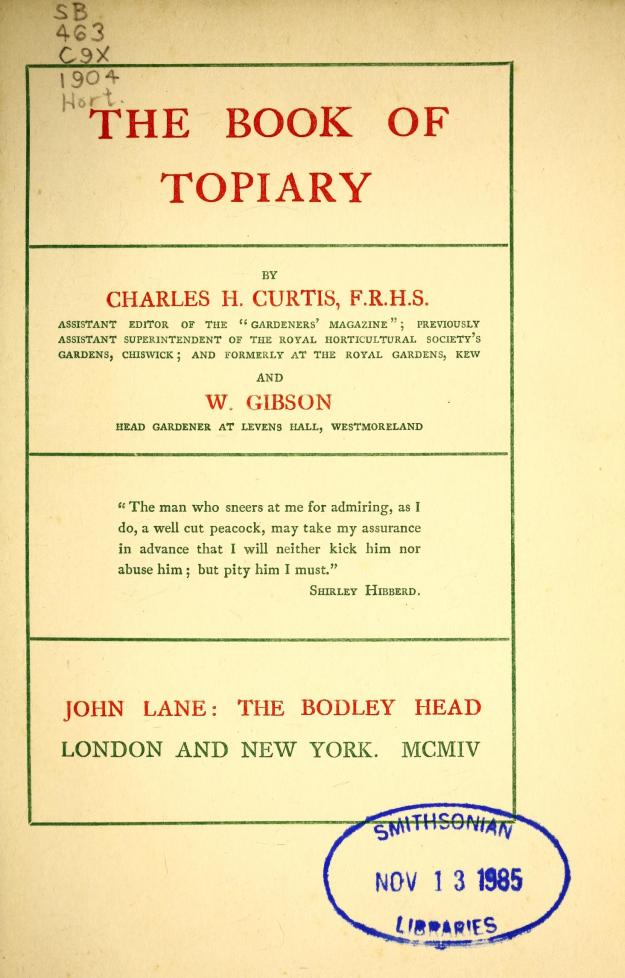 SB
463
C9X
1904
Hort.
THE BOOK OF
TOPIARY
BY
CHARLES H. CURTIS, F.R.H.S.
ASSISTANT EDITOR OF THE “GARDENERS’ MAGAZINE”; PREVIOUSLY
ASSISTANT SUPERINTENDENT OF THE ROYAL HORTICULTURAL SOCIETY’S
GARDENS, CHISWICK; AND FORMERLY AT THE ROYAL GARDENS, KEW
AND
W. GIBSON
HEAD GARDENER AT LEVENS HALL, WESTMORELAND
“The man who sneers at me for admiring, as I
do, a well cut peacock, may take my assurance
in advance that I will neither kick him nor
abuse him; but pity him I must.”
SHIRLEY HIBBERD.
JOHN LANE: THE BODLEY HEAD
LONDON AND NEW YORK. MCMIV
SMITHSONIAN
NOV 13 1985
LIBRARIES